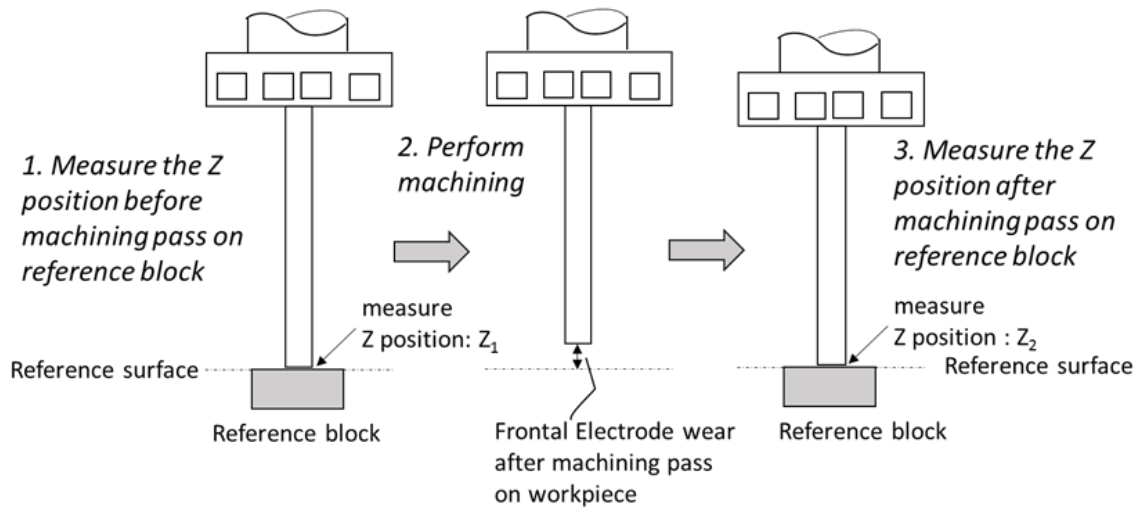 1. Measure the Z
position before
machining pass on
reference block
2. Perform
machining
3. Measure the Z
position after
machining pass on
reference block
measure
Z position: Z₁
measure
Z position : Z₂
Reference surface
Reference surface
Reference block
Frontal Electrode wear
after machining pass
on workpiece
Reference block